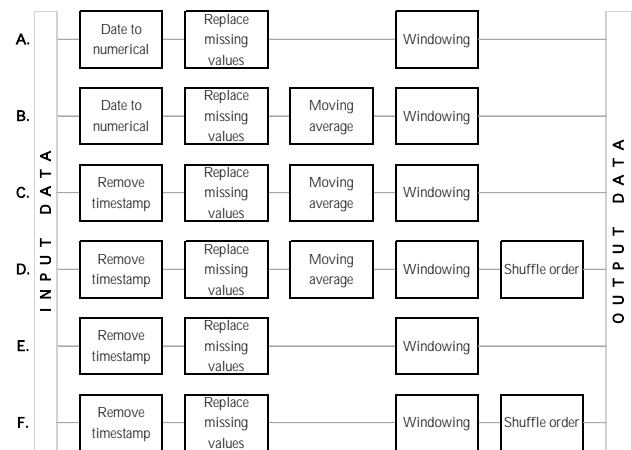 A.
Date to
numerical
Replace
missing
values
Windowing
B.
Date to
numerical
Replace
missing
values
Moving
average
Windowing
C.
Remove
timestamp
Replace
missing
values
Moving
average
Windowing
D.
Remove
timestamp
Replace
missing
values
Moving
average
Windowing
Shuffle order
E.
Remove
timestamp
Replace
missing
values
Windowing
F.
Remove
timestamp
Replace
missing
values
Windowing
Shuffle order
INPUT DATA
OUTPUT DATA